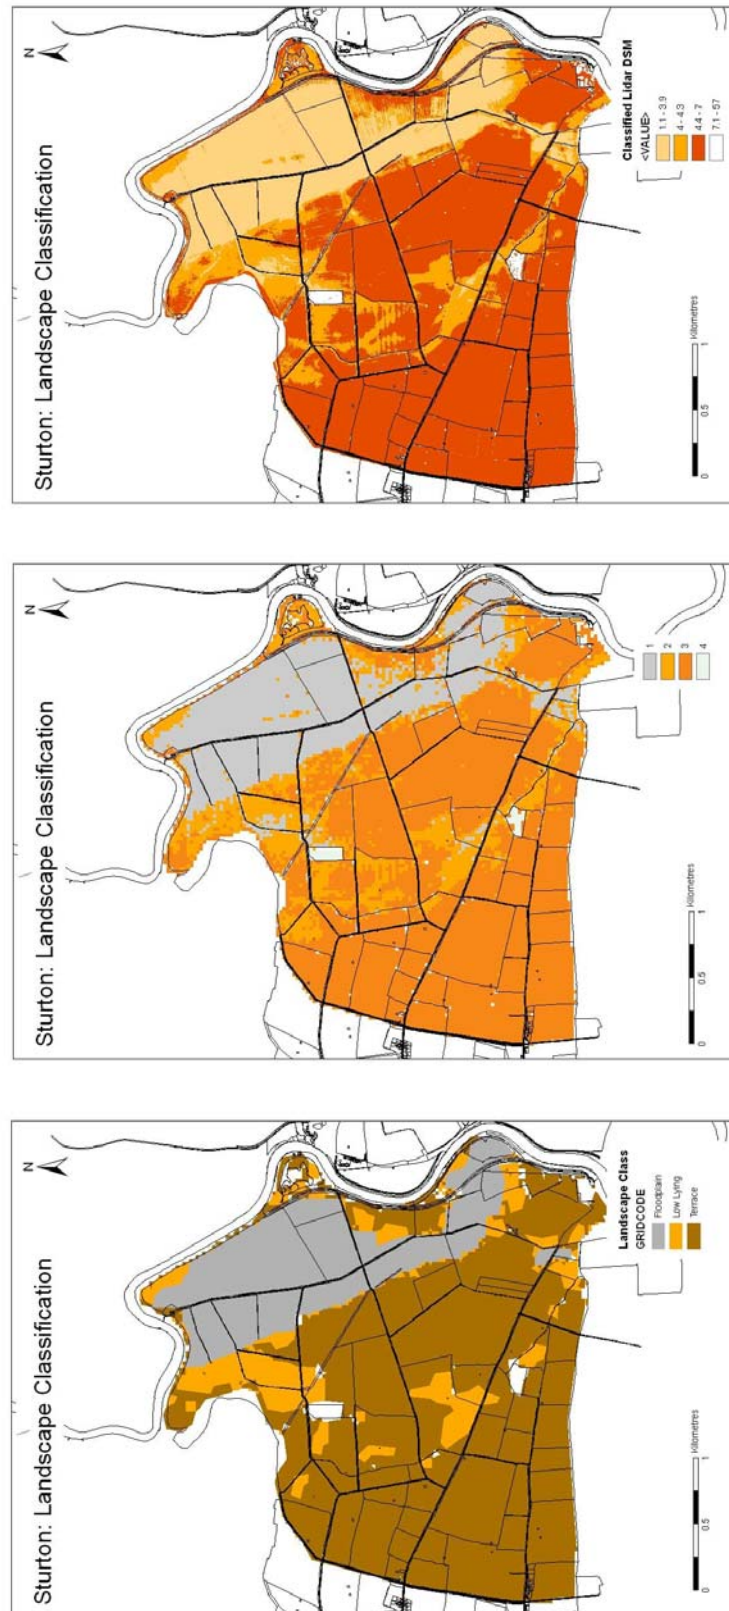 Sturton: Landscape Classification
N
Landscape Class
GRIDCODE
Floodplain
Low Lying
Terrace
0
0.5
1
Kilometres
Sturton: Landscape Classification
N
1
2
3
4
0
0.5
1
Kilometres
Sturton: Landscape Classification
N
Classified Lidar DSM
<VALUE>
1.1 - 3.9
4 - 4.3
4.4 - 7
7.1 - 57
0
0.5
1
Kilometres